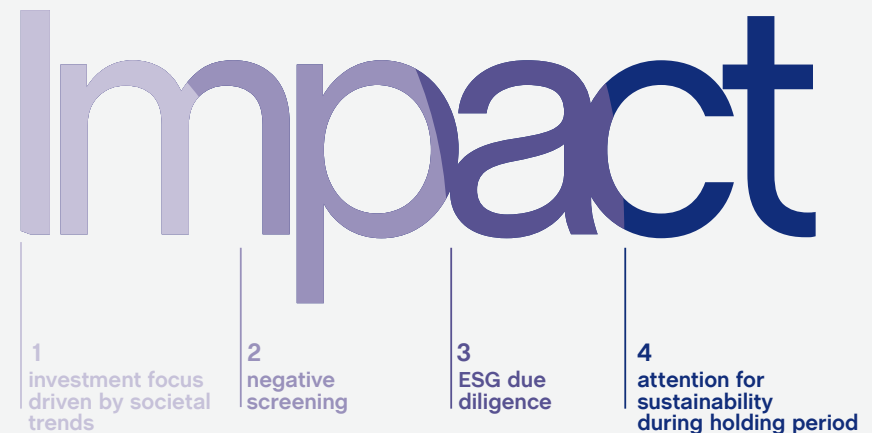 Impact
1
investment focus
driven by societal
trends
2
negative
screening
3
ESG due
diligence
4
attention for
sustainability
during holding period